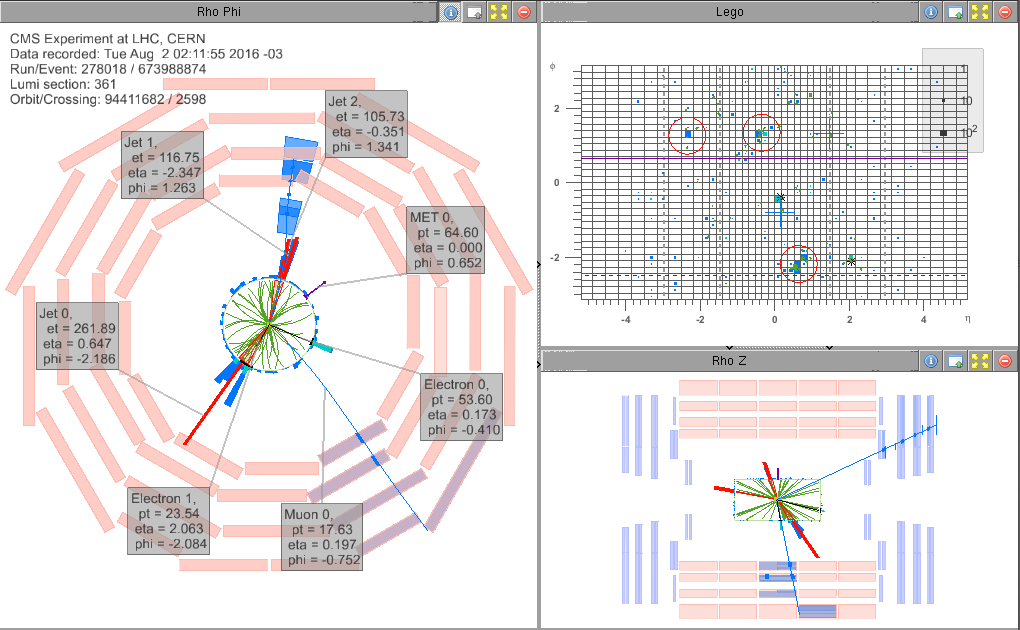 Rho Phi
CMS Experiment at LHC, CERN
Data recorded: Tue Aug  2 02:11:55 2016 -03
Run/Event: 278018 / 673988874
Lumi section: 361
Orbit/Crossing: 94411682 / 2598
Jet 2,
et = 105.73
eta = -0.351
phi = 1.341
Jet 1,
et = 116.75
eta = -2.347
phi = 1.263
MET 0,
pt = 64.60
eta = 0.000
phi = 0.652
Jet 0,
et = 261.89
eta = 0.647
phi = -2.186
Electron 0,
pt = 53.60
eta = 0.173
phi = -0.410
Electron 1,
pt = 23.54
eta = 2.063
phi = -2.084
Muon 0,
pt = 17.63
eta = 0.197
phi = -0.752
Lego
ϕ
1
10
10²
2
0
-2
-4 -2 0 2 4 η
Rho Z